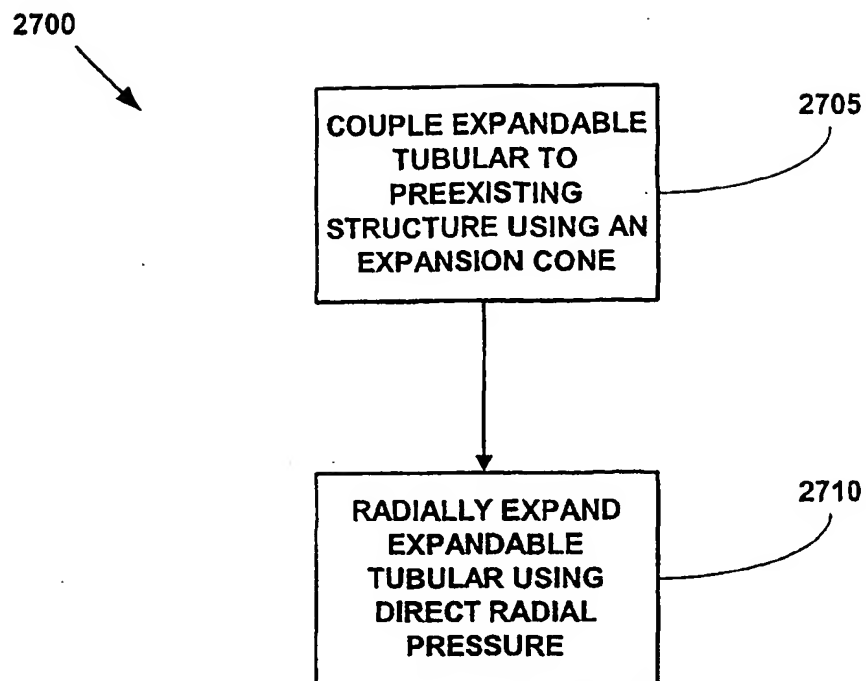 2700
COUPLE EXPANDABLE
TUBULAR TO
PREEXISTING
STRUCTURE USING AN
EXPANSION CONE
2705
RADIALLY EXPAND
EXPANDABLE
TUBULAR USING
DIRECT RADIAL
PRESSURE
2710